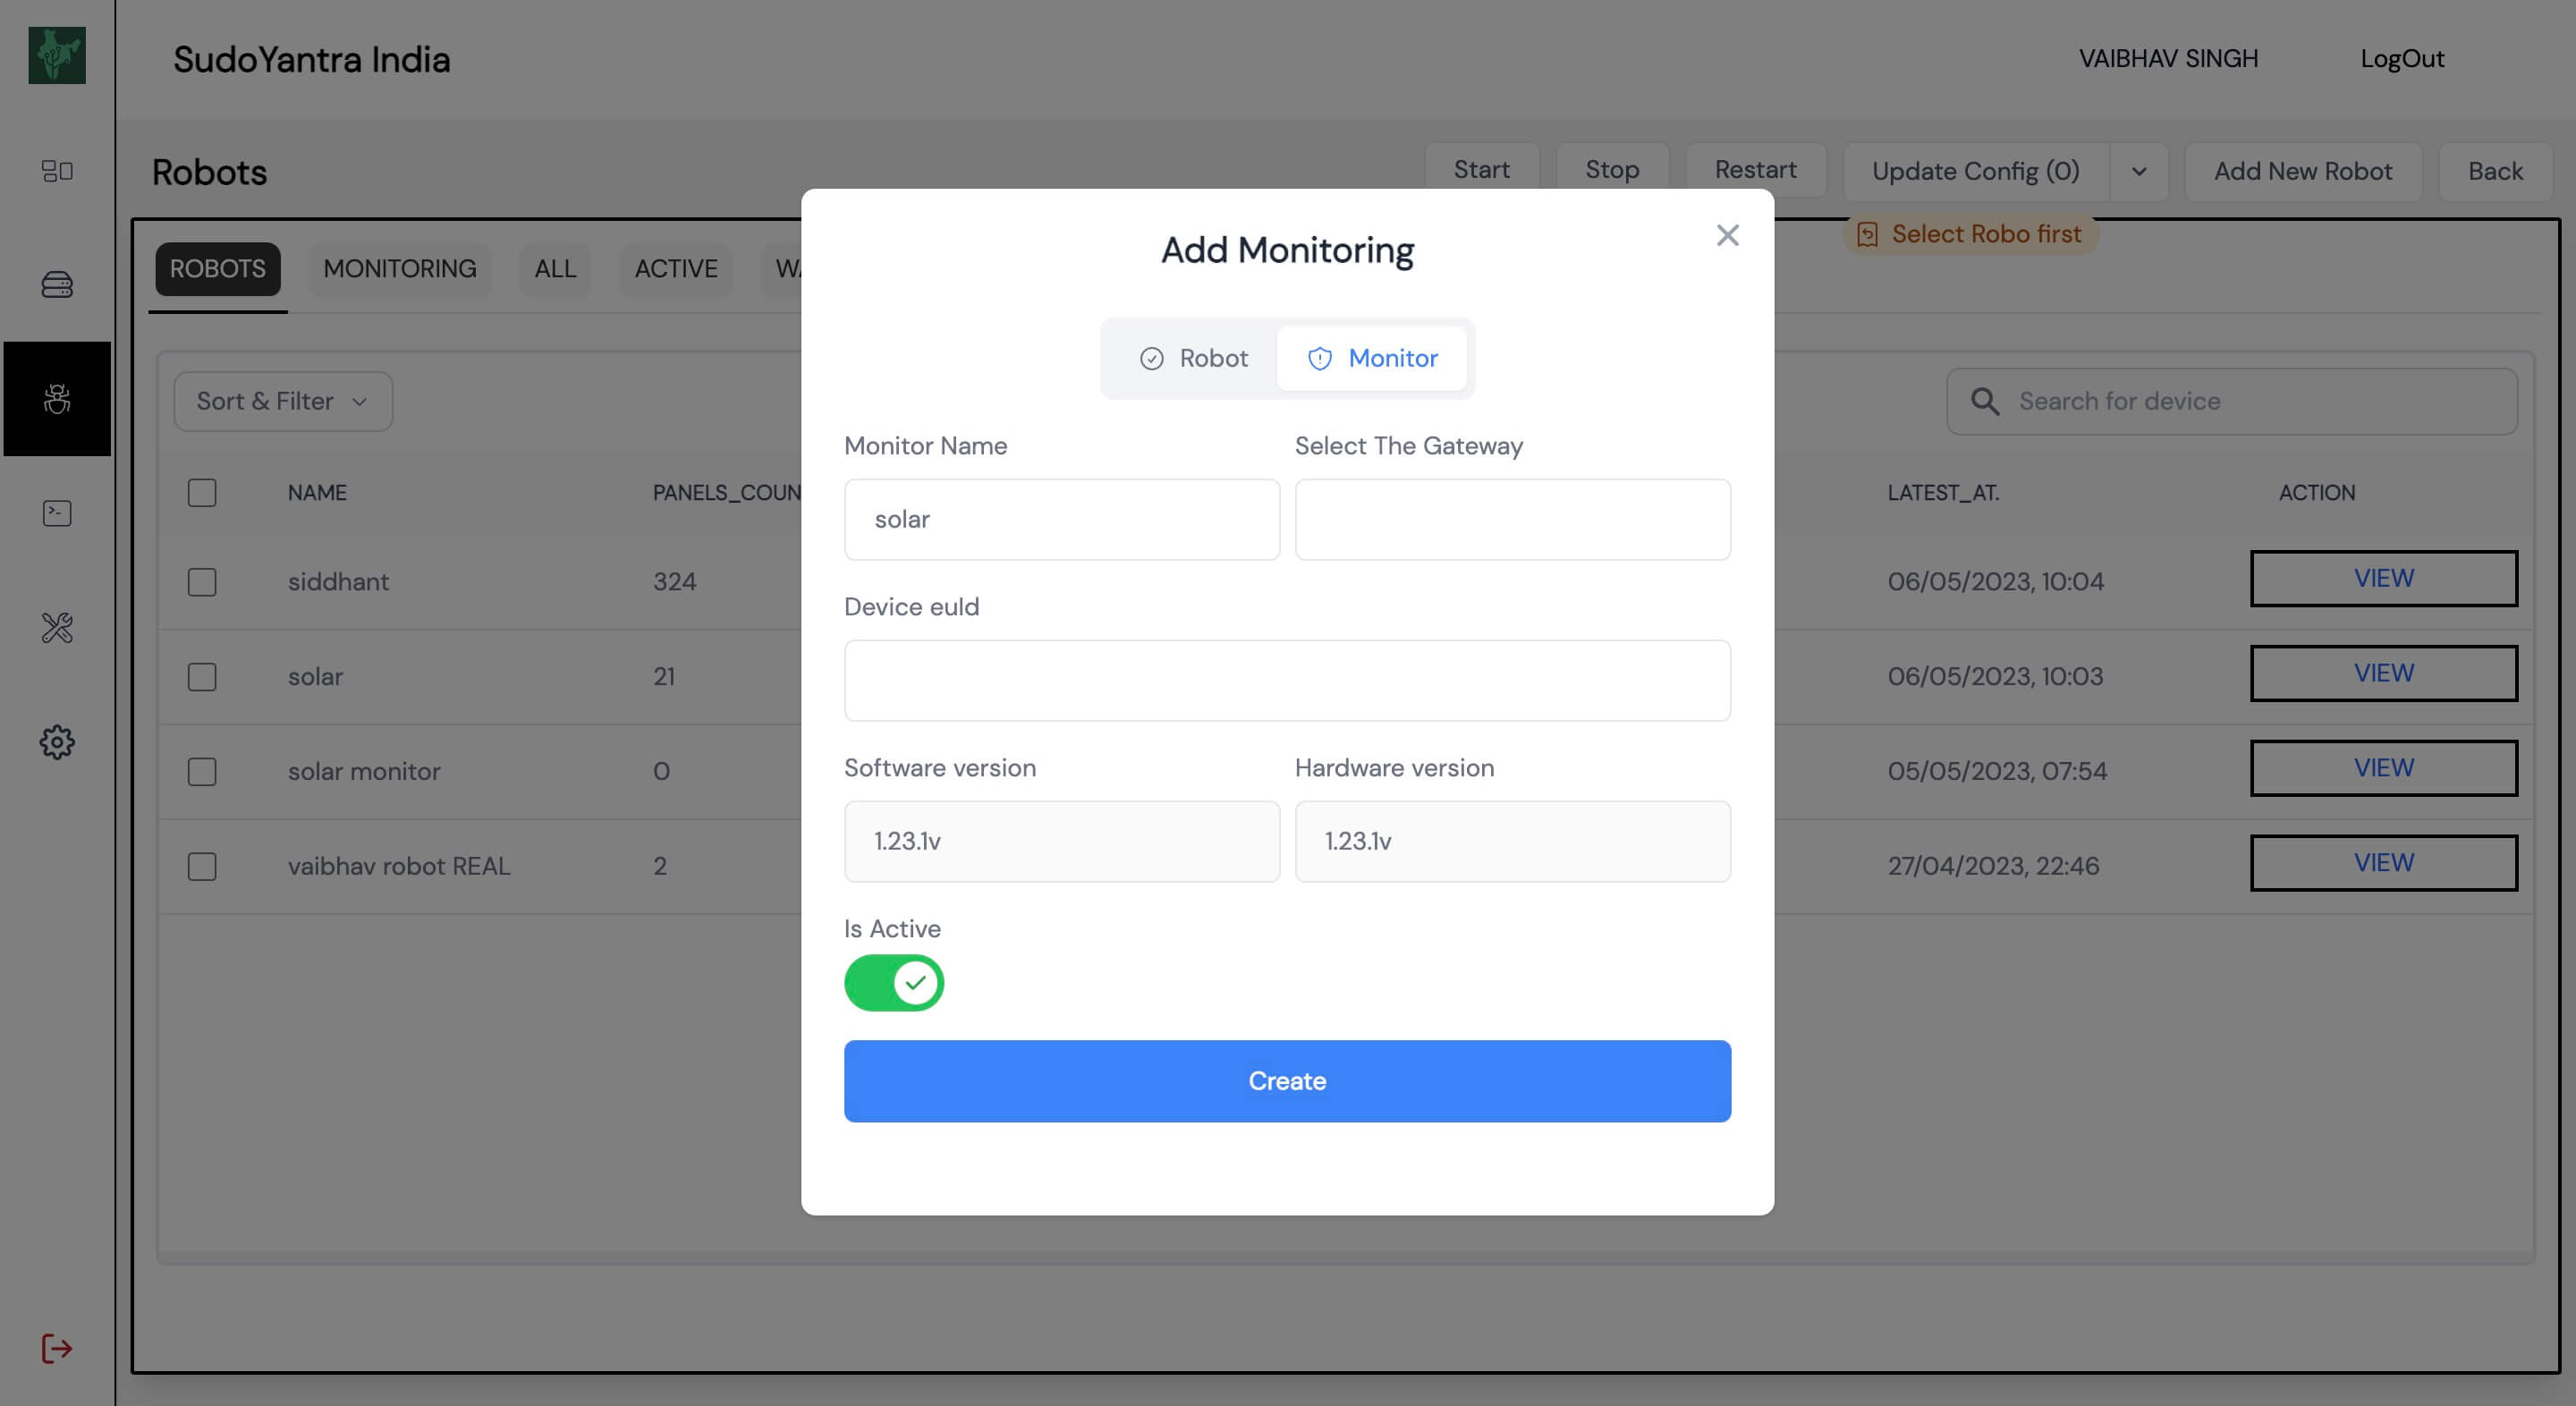 SudoYantra India
VAIBHAV SINGH
LogOut
Robots
Start
Stop
Restart
Update Config (0)
Add New Robot
Back
Select Robo first
ROBOTS
MONITORING
ALL
ACTIVE
Add Monitoring
Robot
Monitor
Sort & Filter
Search for device
Monitor Name
Select The Gateway
solar
Device euId
Software version
Hardware version
1.23.1v
1.23.1v
Is Active
Create
NAME
PANELS_COUN
LATEST_AT.
ACTION
siddhant
324
06/05/2023, 10:04
VIEW
solar
21
06/05/2023, 10:03
VIEW
solar monitor
0
05/05/2023, 07:54
VIEW
vaibhav robot REAL
2
27/04/2023, 22:46
VIEW